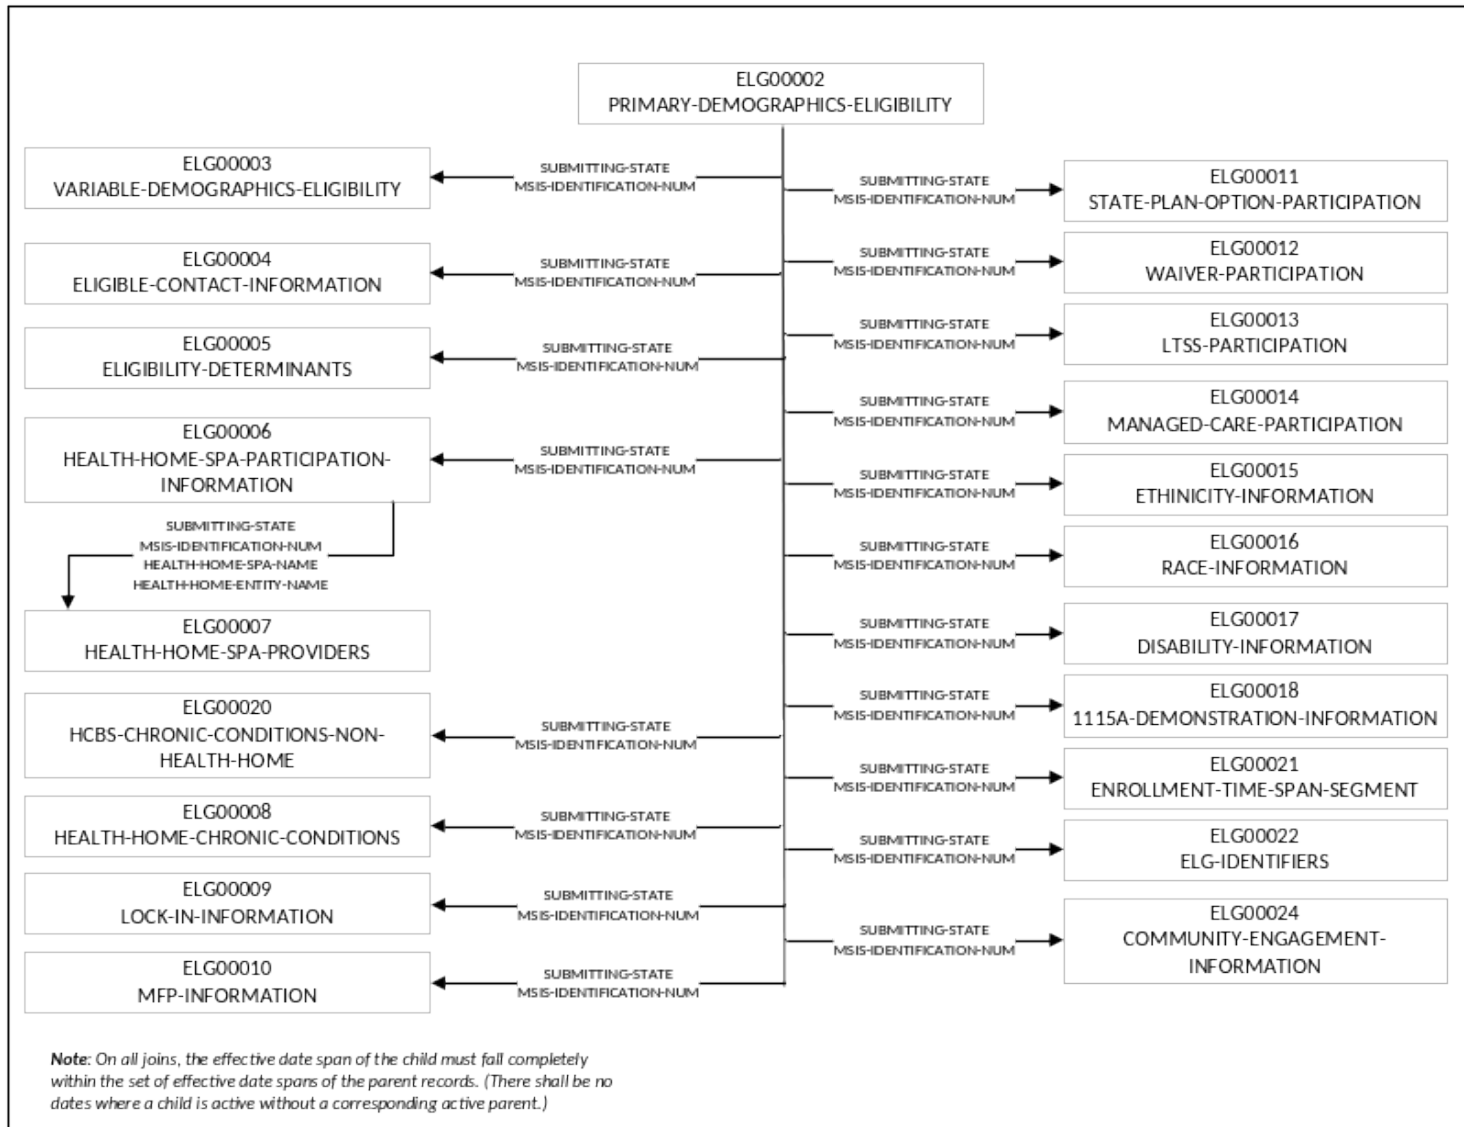 ELG00002
PRIMARY-DEMOGRAPHICS-ELIGIBILITY
ELG00003
VARIABLE-DEMOGRAPHICS-ELIGIBILITY
SUBMITTING-STATE
MSIS-IDENTIFICATION-NUM
ELG00004
ELIGIBLE-CONTACT-INFORMATION
SUBMITTING-STATE
MSIS-IDENTIFICATION-NUM
ELG00005
ELIGIBILITY-DETERMINANTS
SUBMITTING-STATE
MSIS-IDENTIFICATION-NUM
ELG00006
HEALTH-HOME-SPA-PARTICIPATION-
INFORMATION
SUBMITTING-STATE
MSIS-IDENTIFICATION-NUM
SUBMITTING-STATE
MSIS-IDENTIFICATION-NUM
HEALTH-HOME-SPA-NAME
HEALTH-HOME-ENTITY-NAME
ELG00007
HEALTH-HOME-SPA-PROVIDERS
ELG00020
HCBS-CHRONIC-CONDITIONS-NON-
HEALTH-HOME
SUBMITTING-STATE
MSIS-IDENTIFICATION-NUM
ELG00008
HEALTH-HOME-CHRONIC-CONDITIONS
SUBMITTING-STATE
MSIS-IDENTIFICATION-NUM
ELG00009
LOCK-IN-INFORMATION
SUBMITTING-STATE
MSIS-IDENTIFICATION-NUM
ELG00010
MFP-INFORMATION
SUBMITTING-STATE
MSIS-IDENTIFICATION-NUM
SUBMITTING-STATE
MSIS-IDENTIFICATION-NUM
ELG00011
STATE-PLAN-OPTION-PARTICIPATION
SUBMITTING-STATE
MSIS-IDENTIFICATION-NUM
ELG00012
WAIVER-PARTICIPATION
SUBMITTING-STATE
MSIS-IDENTIFICATION-NUM
ELG00013
LTSS-PARTICIPATION
SUBMITTING-STATE
MSIS-IDENTIFICATION-NUM
ELG00014
MANAGED-CARE-PARTICIPATION
SUBMITTING-STATE
MSIS-IDENTIFICATION-NUM
ELG00015
ETHINICITY-INFORMATION
SUBMITTING-STATE
MSIS-IDENTIFICATION-NUM
ELG00016
RACE-INFORMATION
SUBMITTING-STATE
MSIS-IDENTIFICATION-NUM
ELG00017
DISABILITY-INFORMATION
SUBMITTING-STATE
MSIS-IDENTIFICATION-NUM
ELG00018
1115A-DEMONSTRATION-INFORMATION
SUBMITTING-STATE
MSIS-IDENTIFICATION-NUM
ELG00021
ENROLLMENT-TIME-SPAN-SEGMENT
SUBMITTING-STATE
MSIS-IDENTIFICATION-NUM
ELG00022
ELG-IDENTIFIERS
SUBMITTING-STATE
MSIS-IDENTIFICATION-NUM
ELG00024
COMMUNITY-ENGAGEMENT-
INFORMATION
Note: On all joins, the effective date span of the child must fall completely
within the set of effective date spans of the parent records. (There shall be no
dates where a child is active without a corresponding active parent.)